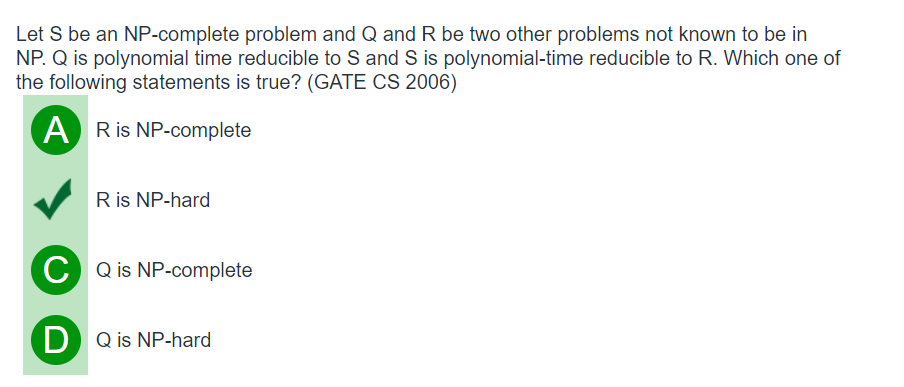 Let S be an NP-complete problem and Q and R be two other problems not known to be in
NP. Q is polynomial time reducible to S and S is polynomial-time reducible to R. Which one of
the following statements is true? (GATE CS 2006)
A R is NP-complete
R is NP-hard
C Q is NP-complete
D Q is NP-hard